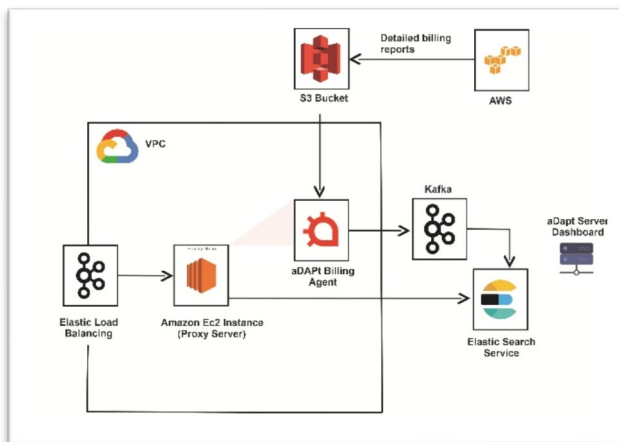 Detailed billing
reports
S3 Bucket
AWS
VPC
Kafka
aDapt Server
Dashboard
aDAPt Billing
Agent
Elastic Load
Balancing
Amazon Ec2 Instance
(Proxy Server)
Elastic Search
Service